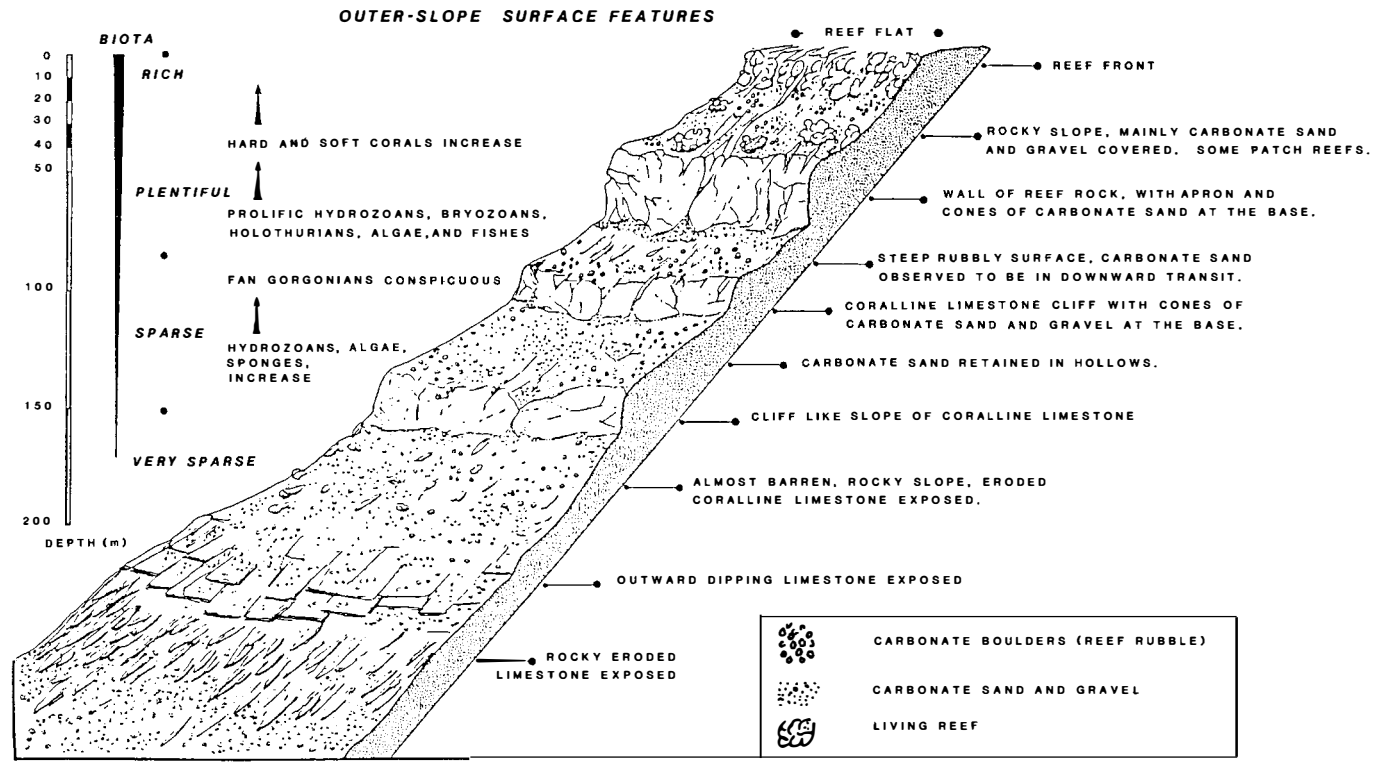 OUTER-SLOPE SURFACE FEATURES
BIOTA
0
10
20
30
40
50
100
150
200
DEPTH (m)
RICH
HARD AND SOFT CORALS INCREASE
PLENTIFUL
PROLIFIC HYDROZOANS, BRYOZOANS,
HOLOTHURIANS, ALGAE, AND FISHES
FAN GORGONIANS CONSPICUOUS
SPARSE
HYDROZOANS, ALGAE,
SPONGES,
INCREASE
VERY SPARSE
REEF FLAT
REEF FRONT
ROCKY SLOPE, MAINLY CARBONATE SAND
AND GRAVEL COVERED. SOME PATCH REEFS.
WALL OF REEF ROCK, WITH APRON AND
CONES OF CARBONATE SAND AT THE BASE.
STEEP RUBBLY SURFACE, CARBONATE SAND
OBSERVED TO BE IN DOWNWARD TRANSIT.
CORALLINE LIMESTONE CLIFF WITH CONES OF
CARBONATE SAND AND GRAVEL AT THE BASE.
CARBONATE SAND RETAINED IN HOLLOWS.
CLIFF LIKE SLOPE OF CORALLINE LIMESTONE
ALMOST BARREN, ROCKY SLOPE, ERODED
CORALLINE LIMESTONE EXPOSED.
OUTWARD DIPPING LIMESTONE EXPOSED
ROCKY ERODED
LIMESTONE EXPOSED
CARBONATE BOULDERS (REEF RUBBLE)
CARBONATE SAND AND GRAVEL
LIVING REEF